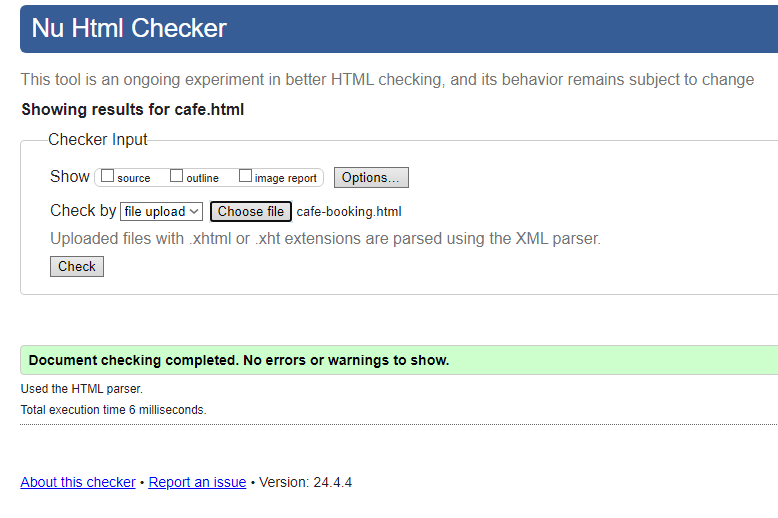 Nu Html Checker
This tool is an ongoing experiment in better HTML checking, and its behavior remains subject to change
Showing results for cafe.html
Checker Input
Show source outline image report Options...
Check by file upload Choose file cafe-booking.html
Uploaded files with .xhtml or .xht extensions are parsed using the XML parser.
Check
Document checking completed. No errors or warnings to show.
Used the HTML parser.
Total execution time 6 milliseconds.
About this checker • Report an issue • Version: 24.4.4